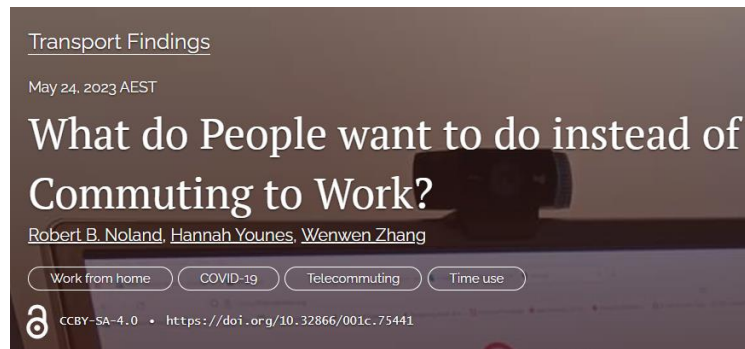 Transport Findings
May 24, 2023 AEST
What do People want to do instead of
Commuting to Work?
Robert B. Noland, Hannah Younes, Wenwen Zhang
Work from home COVID-19 Telecommuting Time use
CCBY-SA-4.0 • https://doi.org/10.32866/001c.75441